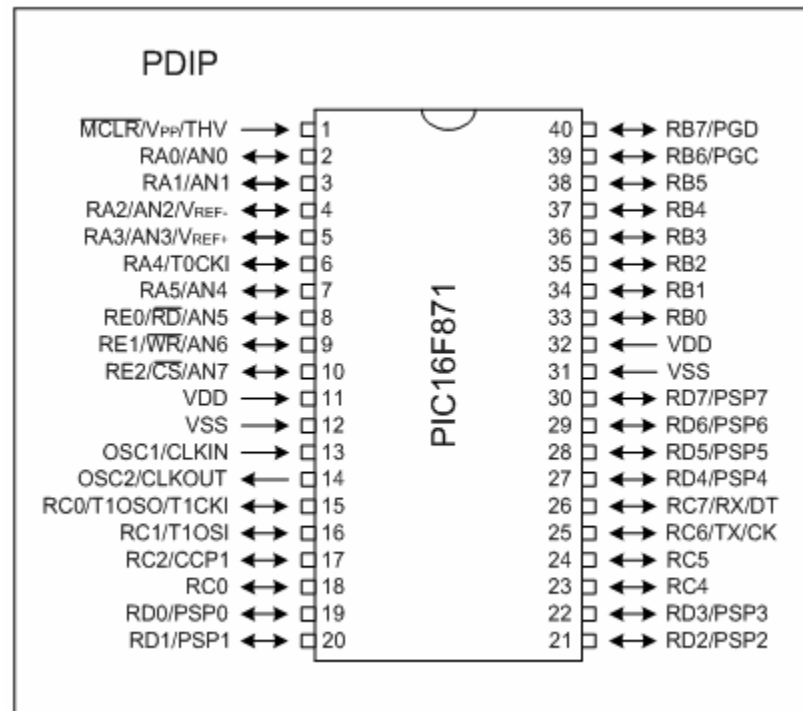 PDIP
MCLR/VPP/THV 1 40 RB7/PGD
RA0/AN0 2 39 RB6/PGC
RA1/AN1 3 38 RB5
RA2/AN2/VREF- 4 37 RB4
RA3/AN3/VREF+ 5 36 RB3
RA4/T0CKI 6 35 RB2
RA5/AN4 7 34 RB1
RE0/RD/AN5 8 33 RB0
RE1/WR/AN6 9 32 VDD
RE2/CS/AN7 10 31 VSS
VDD 11 30 RD7/PSP7
VSS 12 29 RD6/PSP6
OSC1/CLKIN 13 28 RD5/PSP5
OSC2/CLKOUT 14 27 RD4/PSP4
RC0/T1OSO/T1CKI 15 26 RC7/RX/DT
RC1/T1OSI 16 25 RC6/TX/CK
RC2/CCP1 17 24 RC5
RC0 18 23 RC4
RD0/PSP0 19 22 RD3/PSP3
RD1/PSP1 20 21 RD2/PSP2
PIC16F871